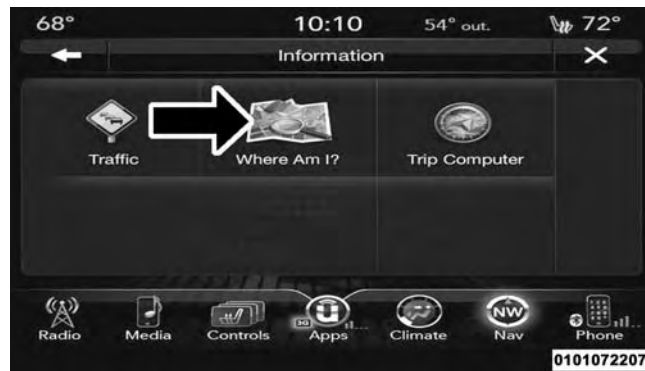 68° 10:10 54° out. 72°
Information
Traffic Where Am I? Trip Computer
3G NW
Radio Media Controls Apps Climate Nav Phone
0101072207